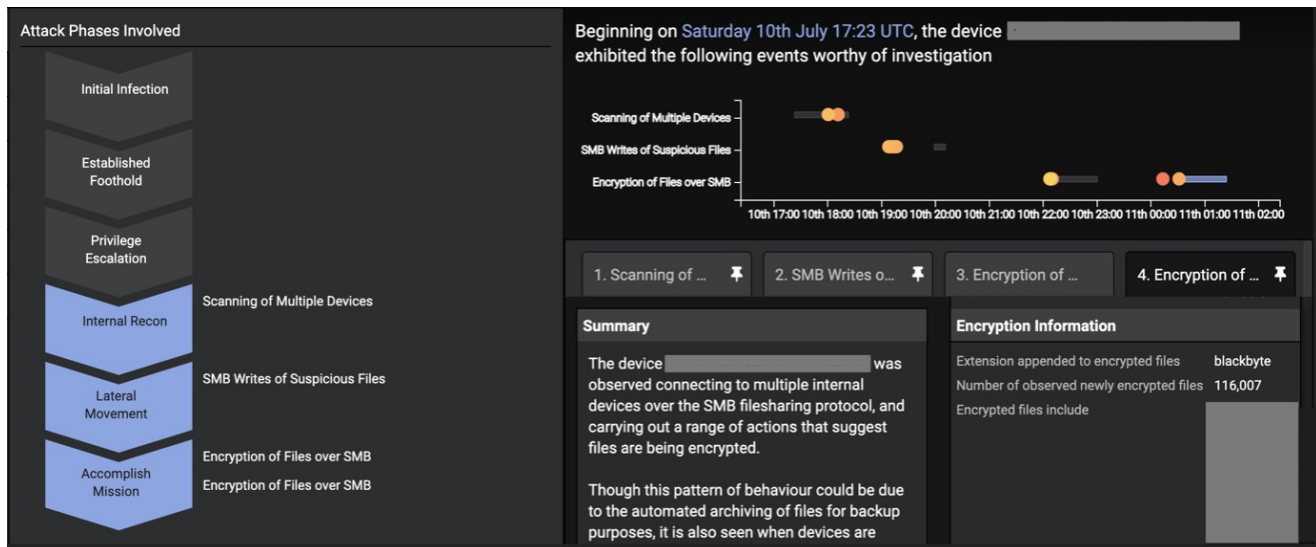 Attack Phases Involved
Initial Infection
Established
Foothold
Privilege
Escalation
Internal Recon
Scanning of Multiple Devices
Lateral
Movement
SMB Writes of Suspicious Files
Accomplish
Mission
Encryption of Files over SMB
Encryption of Files over SMB
Beginning on Saturday 10th July 17:23 UTC, the device
exhibited the following events worthy of investigation
Scanning of Multiple Devices
SMB Writes of Suspicious Files
Encryption of Files over SMB
10th 17:00 10th 18:00 10th 19:00 10th 20:00 10th 21:00 10th 22:00 10th 23:00 11th 00:00 11th 01:00 11th 02:00
1. Scanning of ... 2. SMB Writes o... 3. Encryption of ... 4. Encryption of ...
Summary
The device was
observed connecting to multiple internal
devices over the SMB filesharing protocol, and
carrying out a range of actions that suggest
files are being encrypted.
Though this pattern of behaviour could be due
to the automated archiving of files for backup
purposes, it is also seen when devices are
Encryption Information
Extension appended to encrypted files blackbyte
Number of observed newly encrypted files 116,007
Encrypted files include